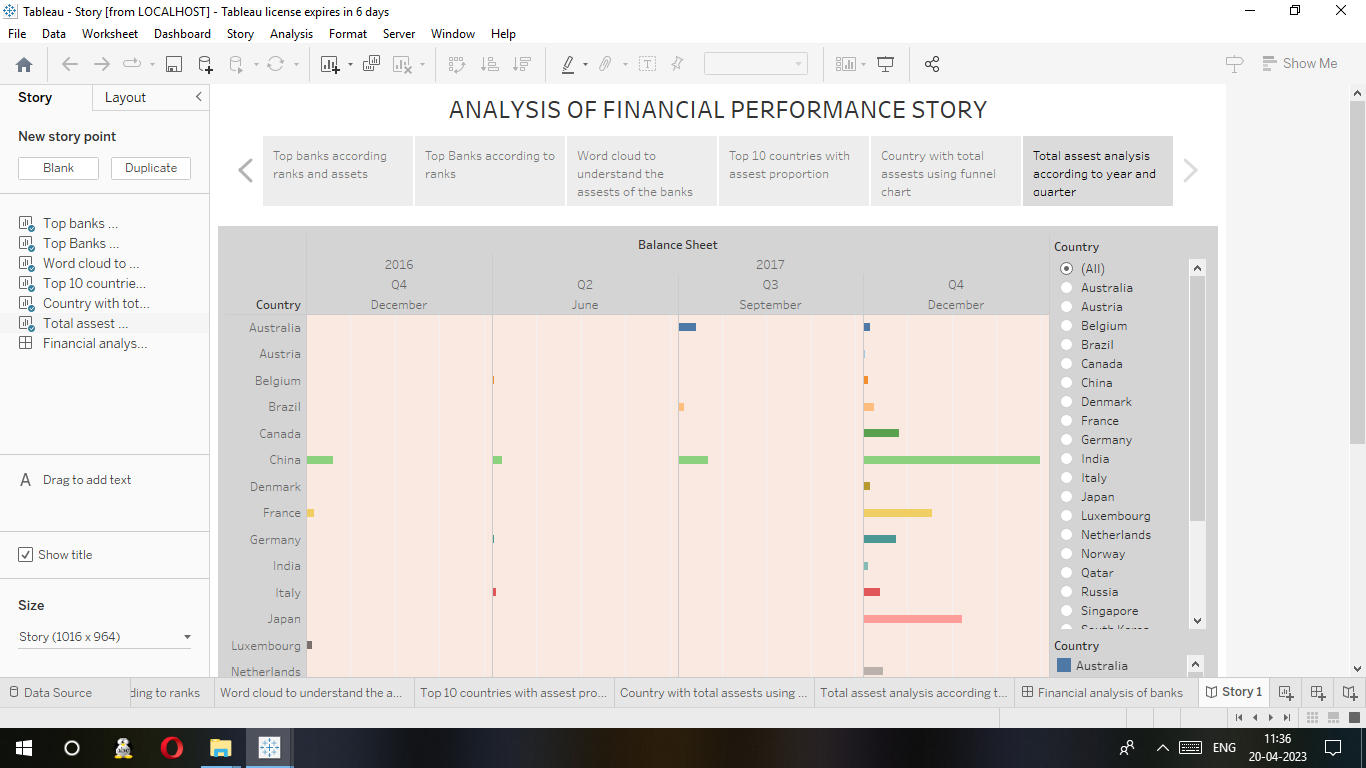 Tableau - Story [from LOCALHOST] - Tableau license expires in 6 days
File Data Worksheet Dashboard Story Analysis Format Server Window Help
Show Me
Story Layout
New story point
Blank Duplicate
Top banks ...
Top Banks ...
Word cloud to ...
Top 10 countrie...
Country with tot...
Total assest ...
Financial analys...
A Drag to add text
Show title
Size
Story (1016 x 964)
ANALYSIS OF FINANCIAL PERFORMANCE STORY
Top banks according
ranks and assets
Top Banks according to
ranks
Word cloud to
understand the
assests of the banks
Top 10 countries with
assest proportion
Country with total
assests using funnel
chart
Total assest analysis
according to year and
quarter
Balance Sheet
2016 2017
Q4 Q2 Q3 Q4
Country December June September December
Australia
Austria
Belgium
Brazil
Canada
China
Denmark
France
Germany
India
Italy
Japan
Luxembourg
Netherlands
Country
(All)
Australia
Austria
Belgium
Brazil
Canada
China
Denmark
France
Germany
India
Italy
Japan
Luxembourg
Netherlands
Norway
Qatar
Russia
Singapore
South Korea
Country
Australia
Data Source ding to ranks Word cloud to understand the a... Top 10 countries with assest pro... Country with total assests using ... Total assest analysis according t... Financial analysis of banks Story 1
ENG 11:36
20-04-2023